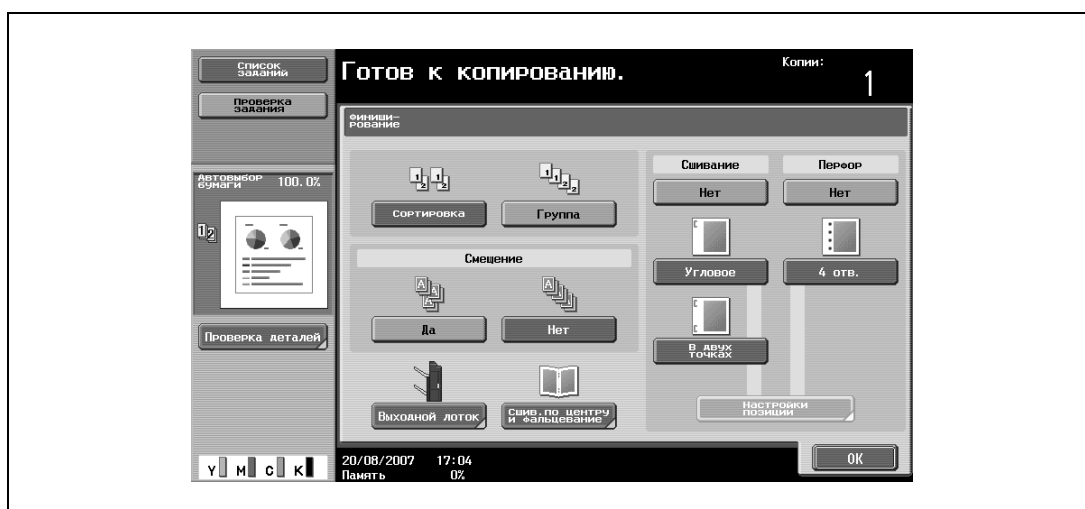 Список
заданий
Проверка
задания
Готов к копированию.
Копии:
1
Финиши-
рование
Автовыбор
бумаги
100.0%
Сортировка
Группа
Смещение
Да
Нет
Выходной лоток
Сшив.по центру
и фальцевание
Сшивание
Нет
Угловое
В двух
точках
Перфор
Нет
4 отв.
Настройки
позиции
Проверка деталей
Y M C K
20/08/2007 17:04
Память 0%
OK